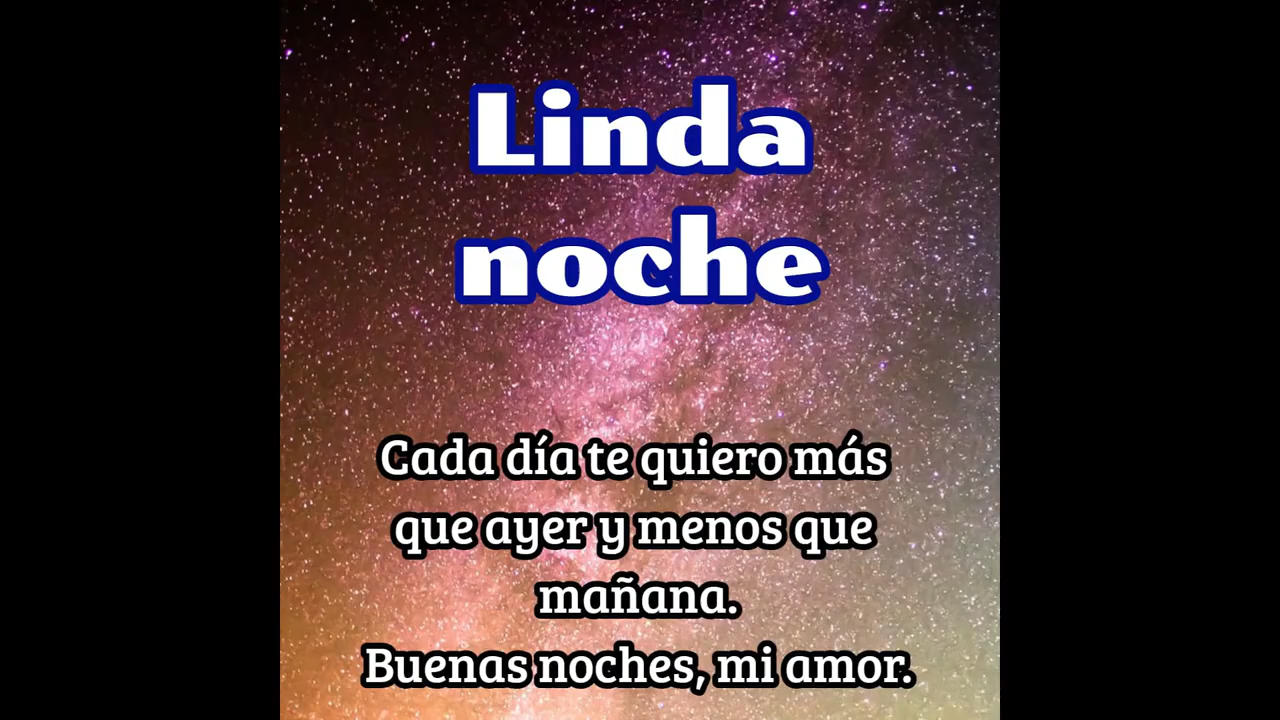 Linda
noche
Cada día te quiero más
que ayer y menos que
mañana.
Buenas noches, mi amor.